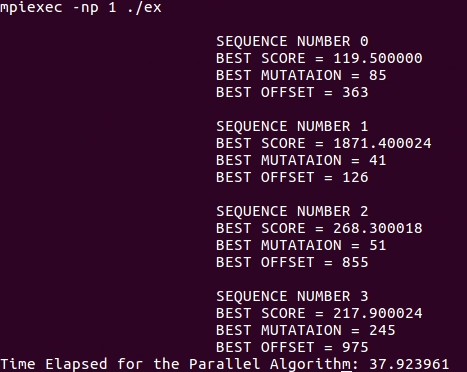 mpiexec -np 1 ./ex
SEQUENCE NUMBER 0
BEST SCORE = 119.500000
BEST MUTATAION = 85
BEST OFFSET = 363
SEQUENCE NUMBER 1
BEST SCORE = 1871.400024
BEST MUTATAION = 41
BEST OFFSET = 126
SEQUENCE NUMBER 2
BEST SCORE = 268.300018
BEST MUTATAION = 51
BEST OFFSET = 855
SEQUENCE NUMBER 3
BEST SCORE = 217.900024
BEST MUTATAION = 245
BEST OFFSET = 975
Time Elapsed for the Parallel Algorithm: 37.923961